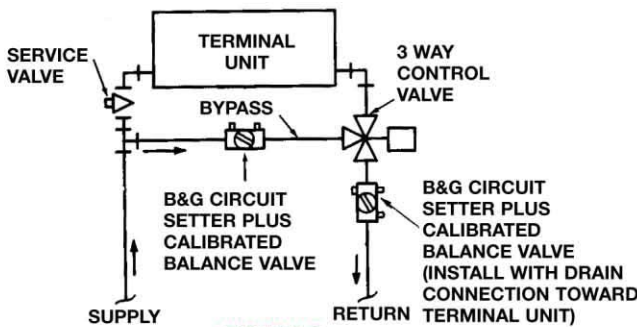 TERMINAL
UNIT
SERVICE
VALVE
3 WAY
CONTROL
VALVE
BYPASS
B&G CIRCUIT
SETTER PLUS
CALIBRATED
BALANCE VALVE
B&G CIRCUIT
SETTER PLUS
CALIBRATED
BALANCE VALVE
(INSTALL WITH DRAIN
CONNECTION TOWARD
TERMINAL UNIT)
SUPPLY
RETURN